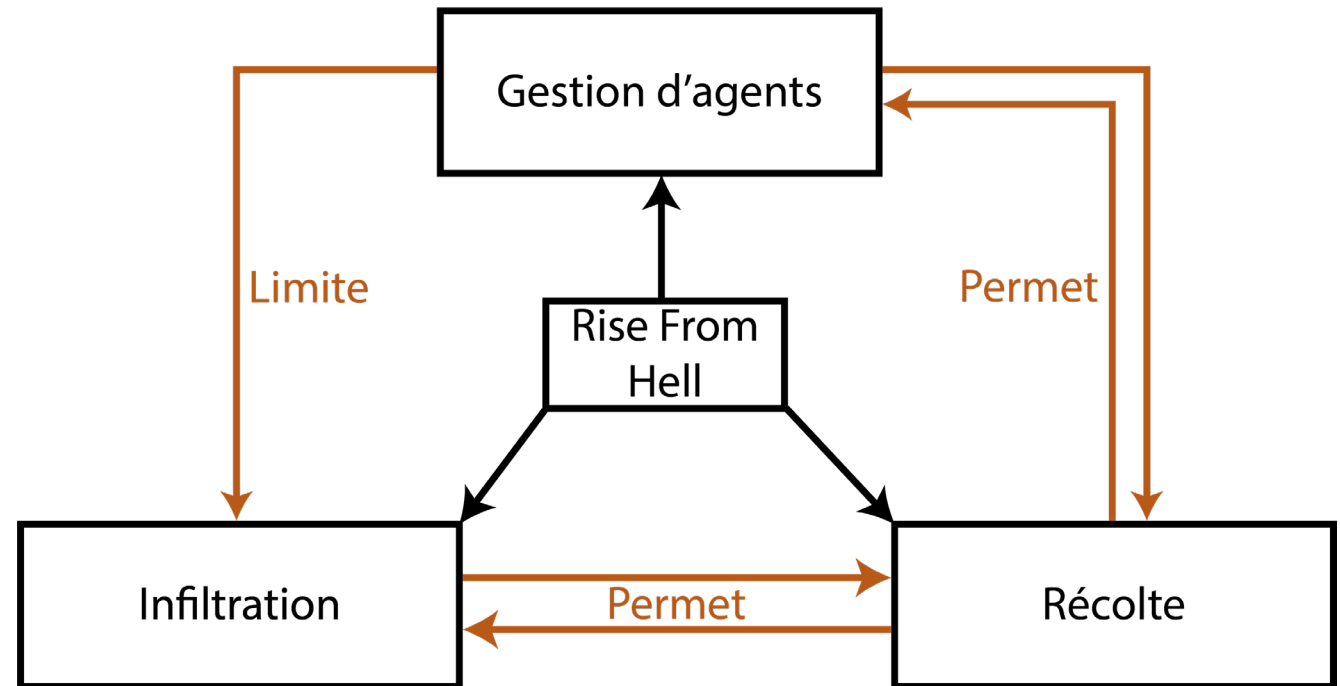 Gestion d’agents
Limite
Permet
Rise From
Hell
Infiltration
Permet
Récolte